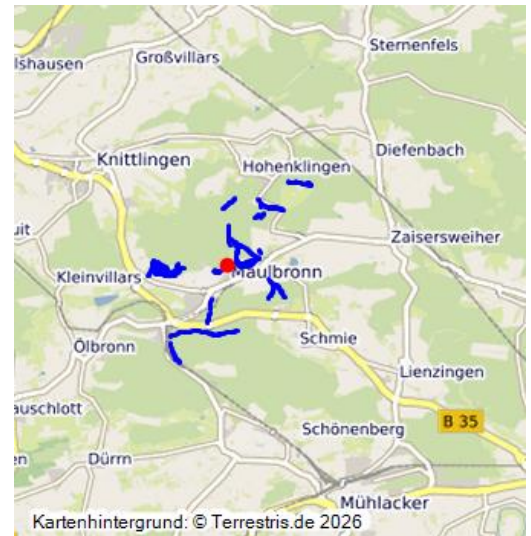 Sternenfels
Großvillars
lshausen
Diefenbach
Knittlingen
Hohenklingen
uit
Zaisersweiher
Kleinvillars
Maulbronn
Ölbronn
Schmie
Lienzingen
auschlott
B 35
Schönenberg
en
Dürrn
Mühlacker
Kartenhintergrund: © Terrestris.de 2026